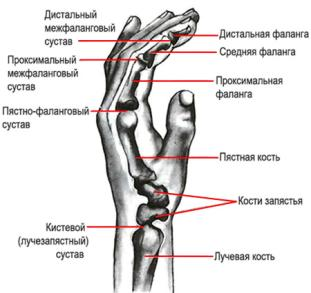 Дистальный
межфаланговый
сустав
Проксимальный
межфаланговый
сустав
Пястно-фаланговый
сустав
Кистевой
(лучезапястный)
сустав
Дистальная фаланга
Средняя фаланга
Проксимальная
фаланга
Пястная кость
Кости запястья
Лучевая кость